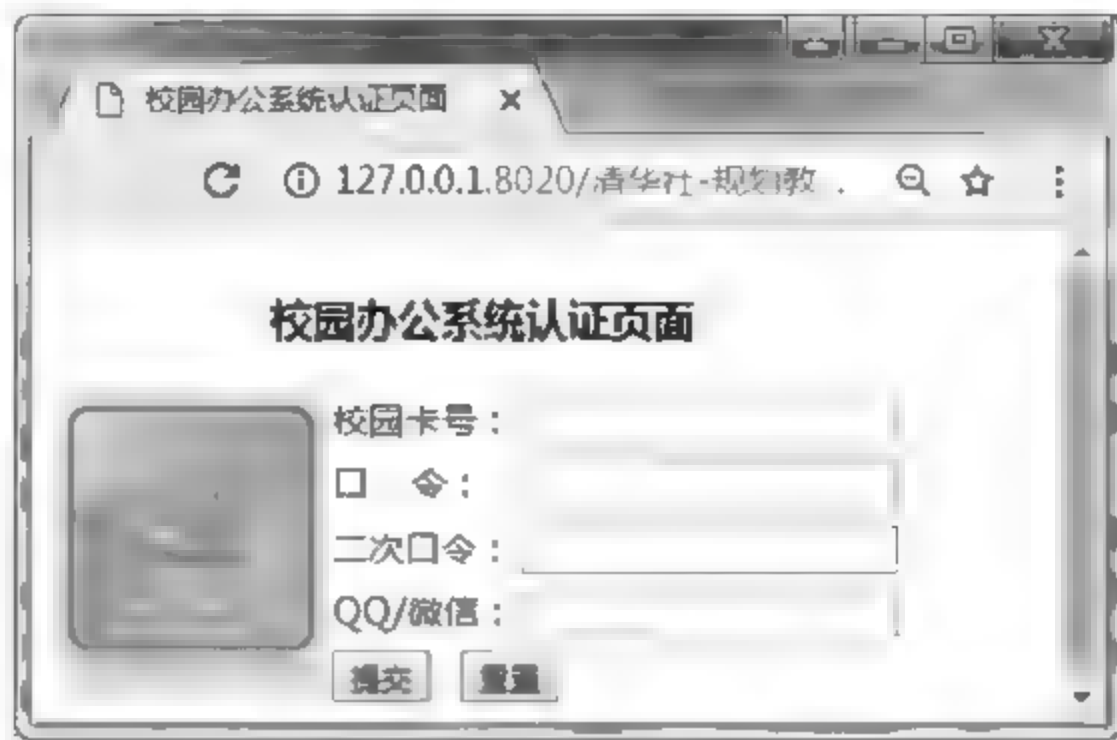 校园办公系统认证页面
127.0.0.1:8020/清华社-规划教
校园办公系统认证页面
校园卡号：
口 令：
二次口令：
QQ/微信：
提交 重置